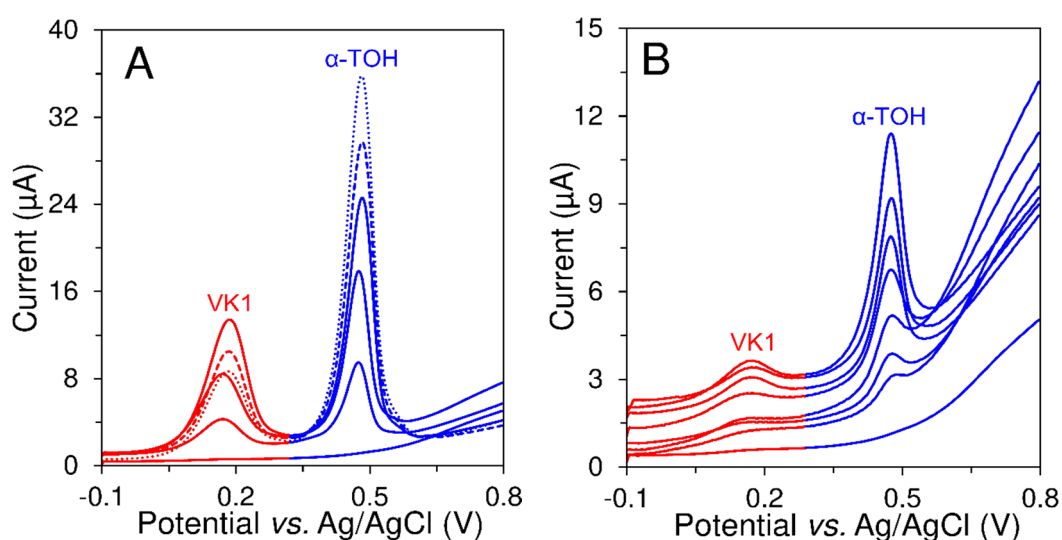 A
α-TOH
VK1
Current (µA)
40
32
24
16
8
0
-0.1
0.2
0.5
0.8
Potential vs. Ag/AgCl (V)
B
α-TOH
VK1
Current (µA)
15
12
9
6
3
0
-0.1
0.2
0.5
0.8
Potential vs. Ag/AgCl (V)